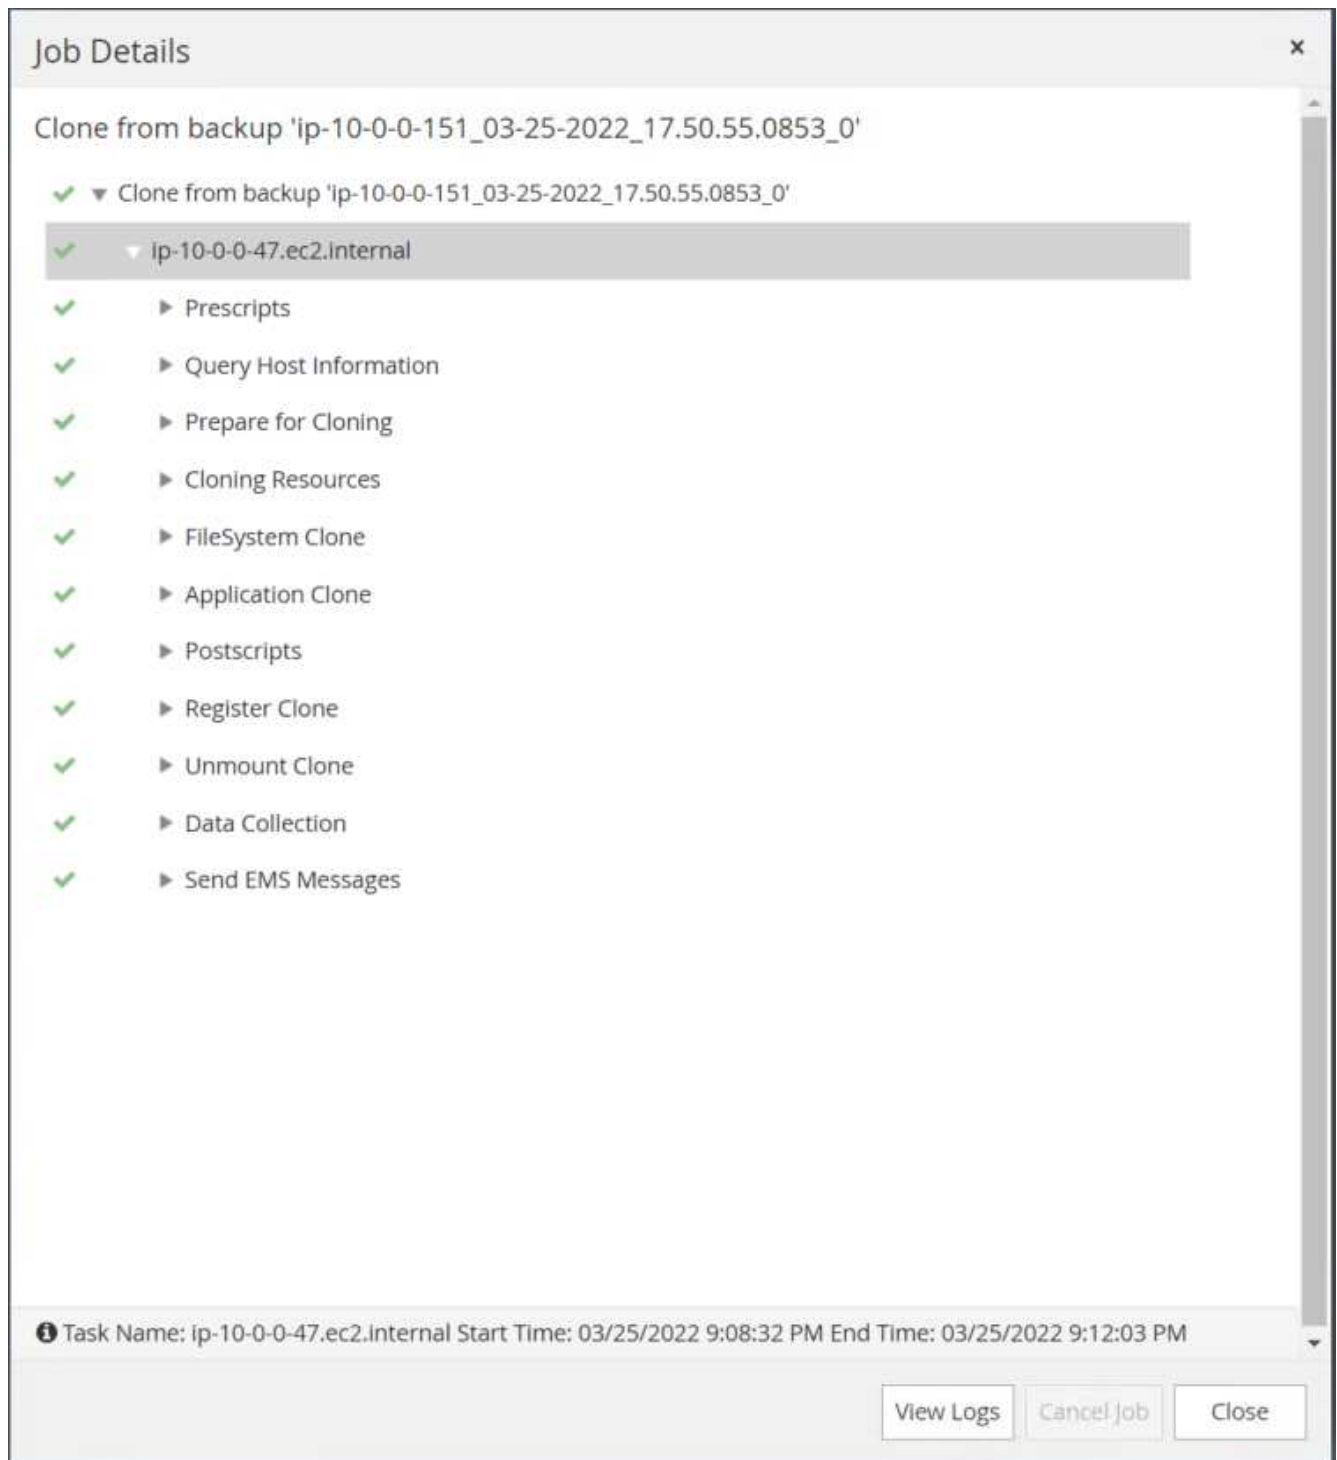 Job Details
Clone from backup 'ip-10-0-0-151_03-25-2022_17.50.55.0853_0'
Clone from backup 'ip-10-0-0-151_03-25-2022_17.50.55.0853_0'
ip-10-0-0-47.ec2.internal
Prescripts
Query Host Information
Prepare for Cloning
Cloning Resources
FileSystem Clone
Application Clone
Postscripts
Register Clone
Unmount Clone
Data Collection
Send EMS Messages
Task Name: ip-10-0-0-47.ec2.internal Start Time: 03/25/2022 9:08:32 PM End Time: 03/25/2022 9:12:03 PM
View Logs Cancel Job Close